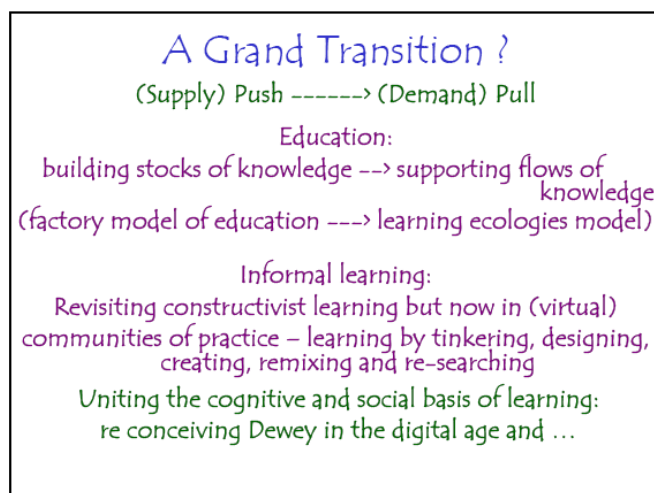 A Grand Transition ?
(Supply) Push ------> (Demand) Pull
Education:
building stocks of knowledge --> supporting flows of
knowledge
(factory model of education ---> learning ecologies model)
Informal learning:
Revisiting constructivist learning but now in (virtual)
communities of practice – learning by tinkering, designing,
creating, remixing and re-searching
Uniting the cognitive and social basis of learning:
re conceiving Dewey in the digital age and ...